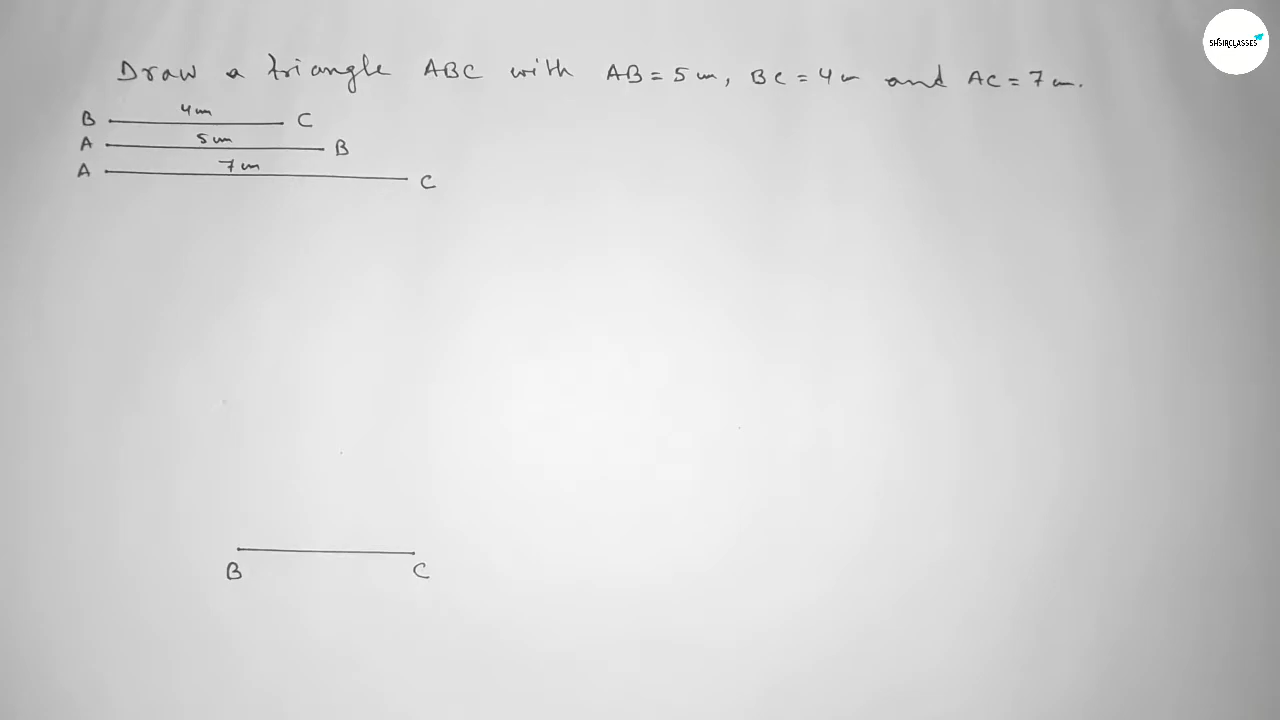 SHSIRCLASSES
Draw a triangle ABC with AB = 5 cm, BC = 4 cm and AC = 7 cm.
4 cm
B C
5 cm
A B
7 cm
A C
B C